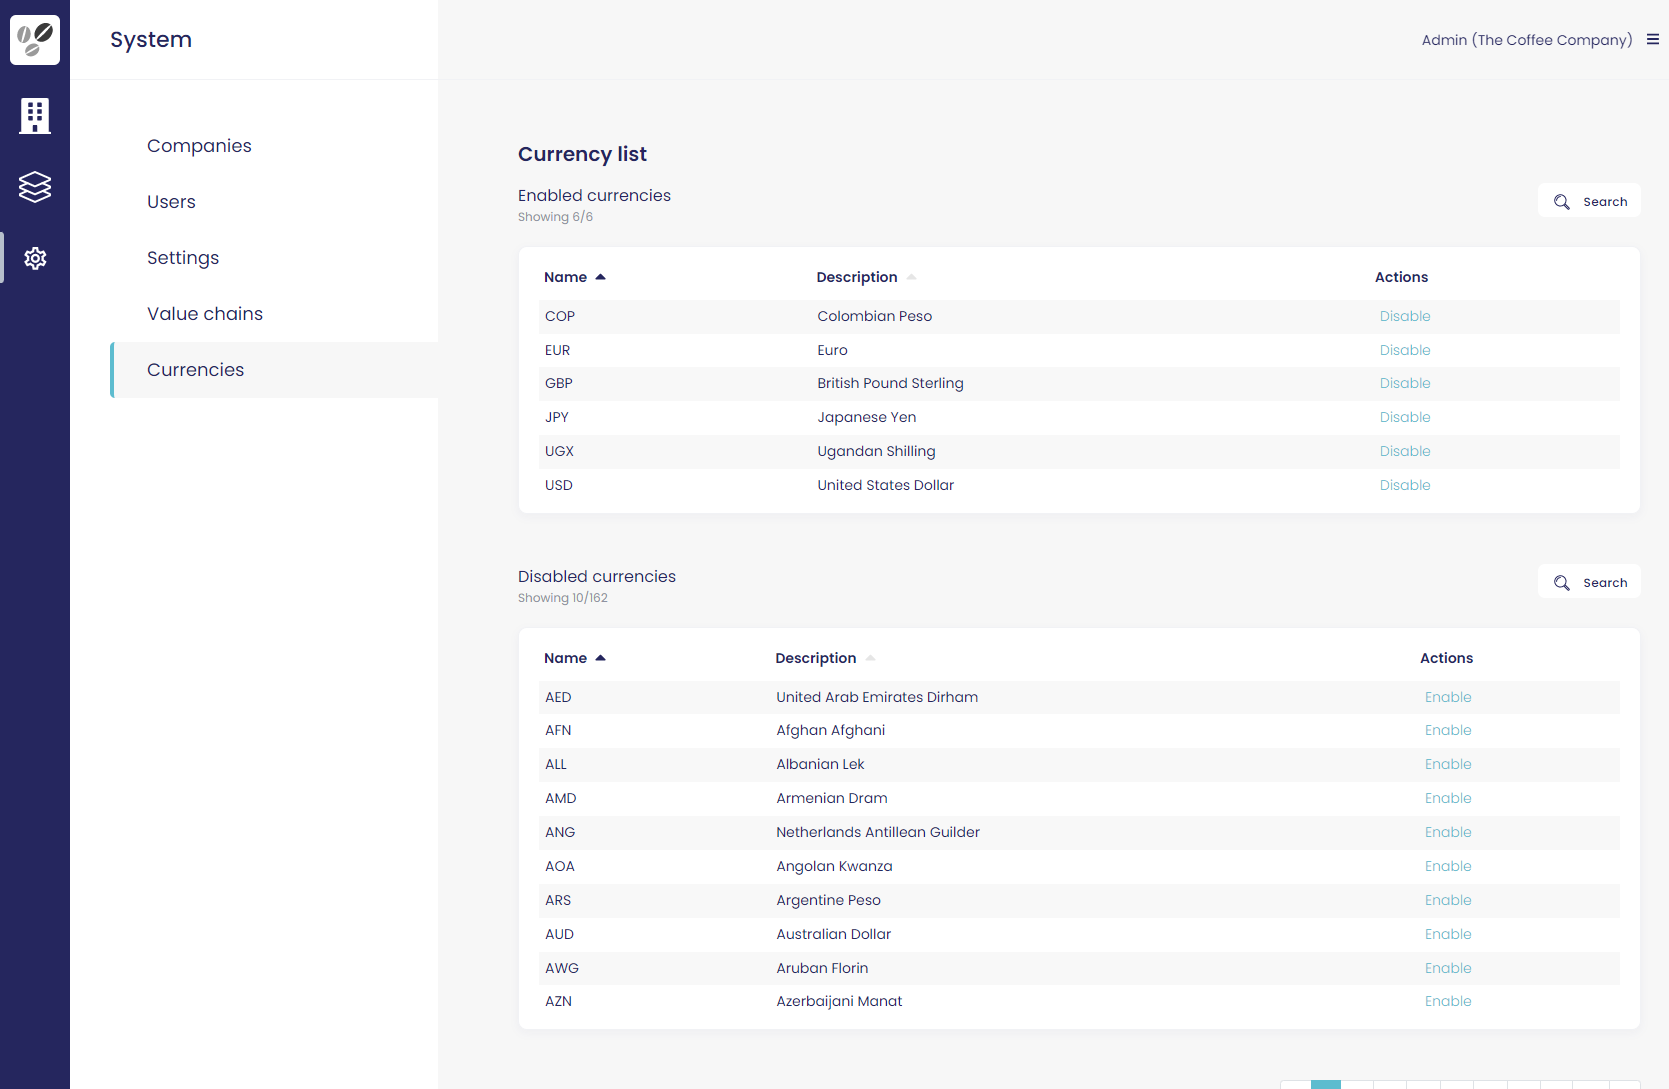 System
Admin (The Coffee Company)
Companies
Users
Settings
Value chains
Currencies
Currency list
Enabled currencies
Showing 6/6
Search
Name Description Actions
COP Colombian Peso Disable
EUR Euro Disable
GBP British Pound Sterling Disable
JPY Japanese Yen Disable
UGX Ugandan Shilling Disable
USD United States Dollar Disable
Disabled currencies
Showing 10/162
Search
Name Description Actions
AED United Arab Emirates Dirham Enable
AFN Afghan Afghani Enable
ALL Albanian Lek Enable
AMD Armenian Dram Enable
ANG Netherlands Antillean Guilder Enable
AOA Angolan Kwanza Enable
ARS Argentine Peso Enable
AUD Australian Dollar Enable
AWG Aruban Florin Enable
AZN Azerbaijani Manat Enable